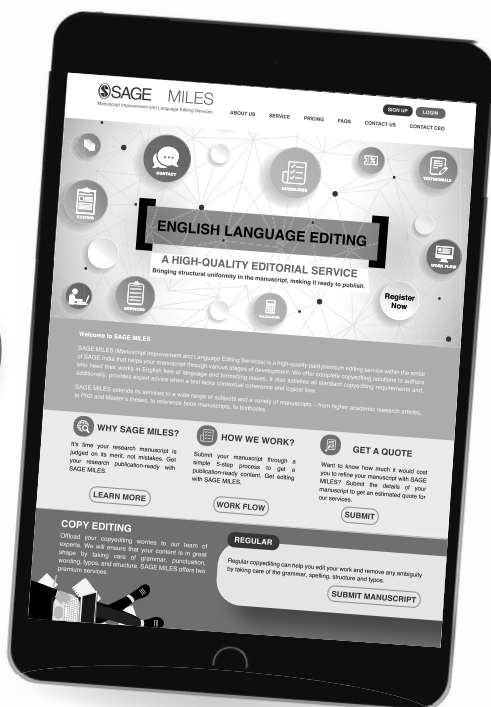 SSAGE MILES
Manuscript Improvement and Language Editing Services
SIGN UP LOGIN
ABOUT US SERVICE PRICING FAQS CONTACT US CONTACT CEO
CONTACT
GUIDELINES
TESTIMONIALS
EDITING
ENGLISH LANGUAGE EDITING
A HIGH-QUALITY EDITORIAL SERVICE
Bringing structural uniformity in the manuscript, making it ready to publish.
WORK FLOW
SERVICES
CALCULATOR
Register
Now
Welcome to SAGE MILES
SAGE MILES (Manuscript Improvement and Language Editing Services) is a high-quality paid premium editing service within the ambit
of SAGE India that helps your manuscript through various stages of development. We offer complete copyediting solutions to authors
who need their works in English free of language and formatting issues. It also satisfies all standard copyediting requirements and,
additionally, provides expert advice when a text lacks contextual coherence and logical flow.
SAGE MILES extends its services to a wide range of subjects and a variety of manuscripts – from higher academic research articles,
to PhD and Master's theses, to reference book manuscripts, to textbooks.
WHY SAGE MILES?
It's time your research manuscript is
judged on its merit, not mistakes. Get
your research publication-ready with
SAGE MILES.
LEARN MORE
HOW WE WORK?
Submit your manuscript through a
simple 5-step process to get a
publication-ready content. Get editing
with SAGE MILES.
WORK FLOW
GET A QUOTE
Want to know how much it would cost
you to refine your manuscript with SAGE
MILES? Submit the details of your
manuscript to get an estimated quote for
our services.
SUBMIT
COPY EDITING
Offload your copyediting worries to our team of
experts. We will ensure that your content is in great
shape by taking care of grammar, punctuation,
wording, typos, and structure. SAGE MILES offers two
premium services.
REGULAR
Regular copyediting can help you edit your work and remove any ambiguity
by taking care of the grammar, spelling, structure and typos.
SUBMIT MANUSCRIPT